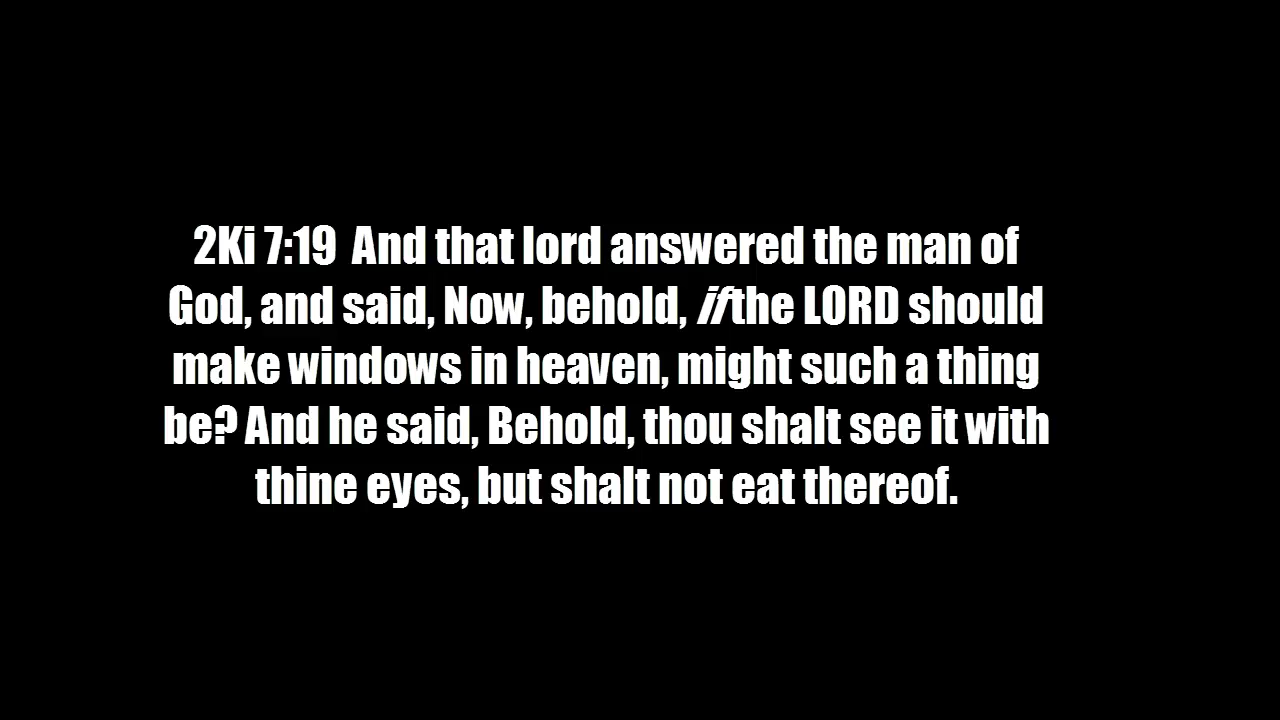 2Ki 7:19  And that lord answered the man of
God, and said, Now, behold, if the LORD should
make windows in heaven, might such a thing
be? And he said, Behold, thou shalt see it with
thine eyes, but shalt not eat thereof.